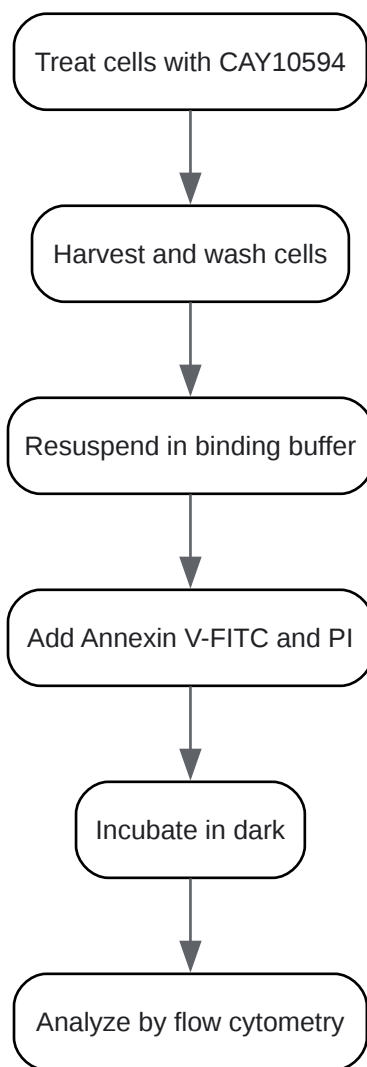 Treat cells with CAY10594
Harvest and wash cells
Resuspend in binding buffer
Add Annexin V-FITC and PI
Incubate in dark
Analyze by flow cytometry